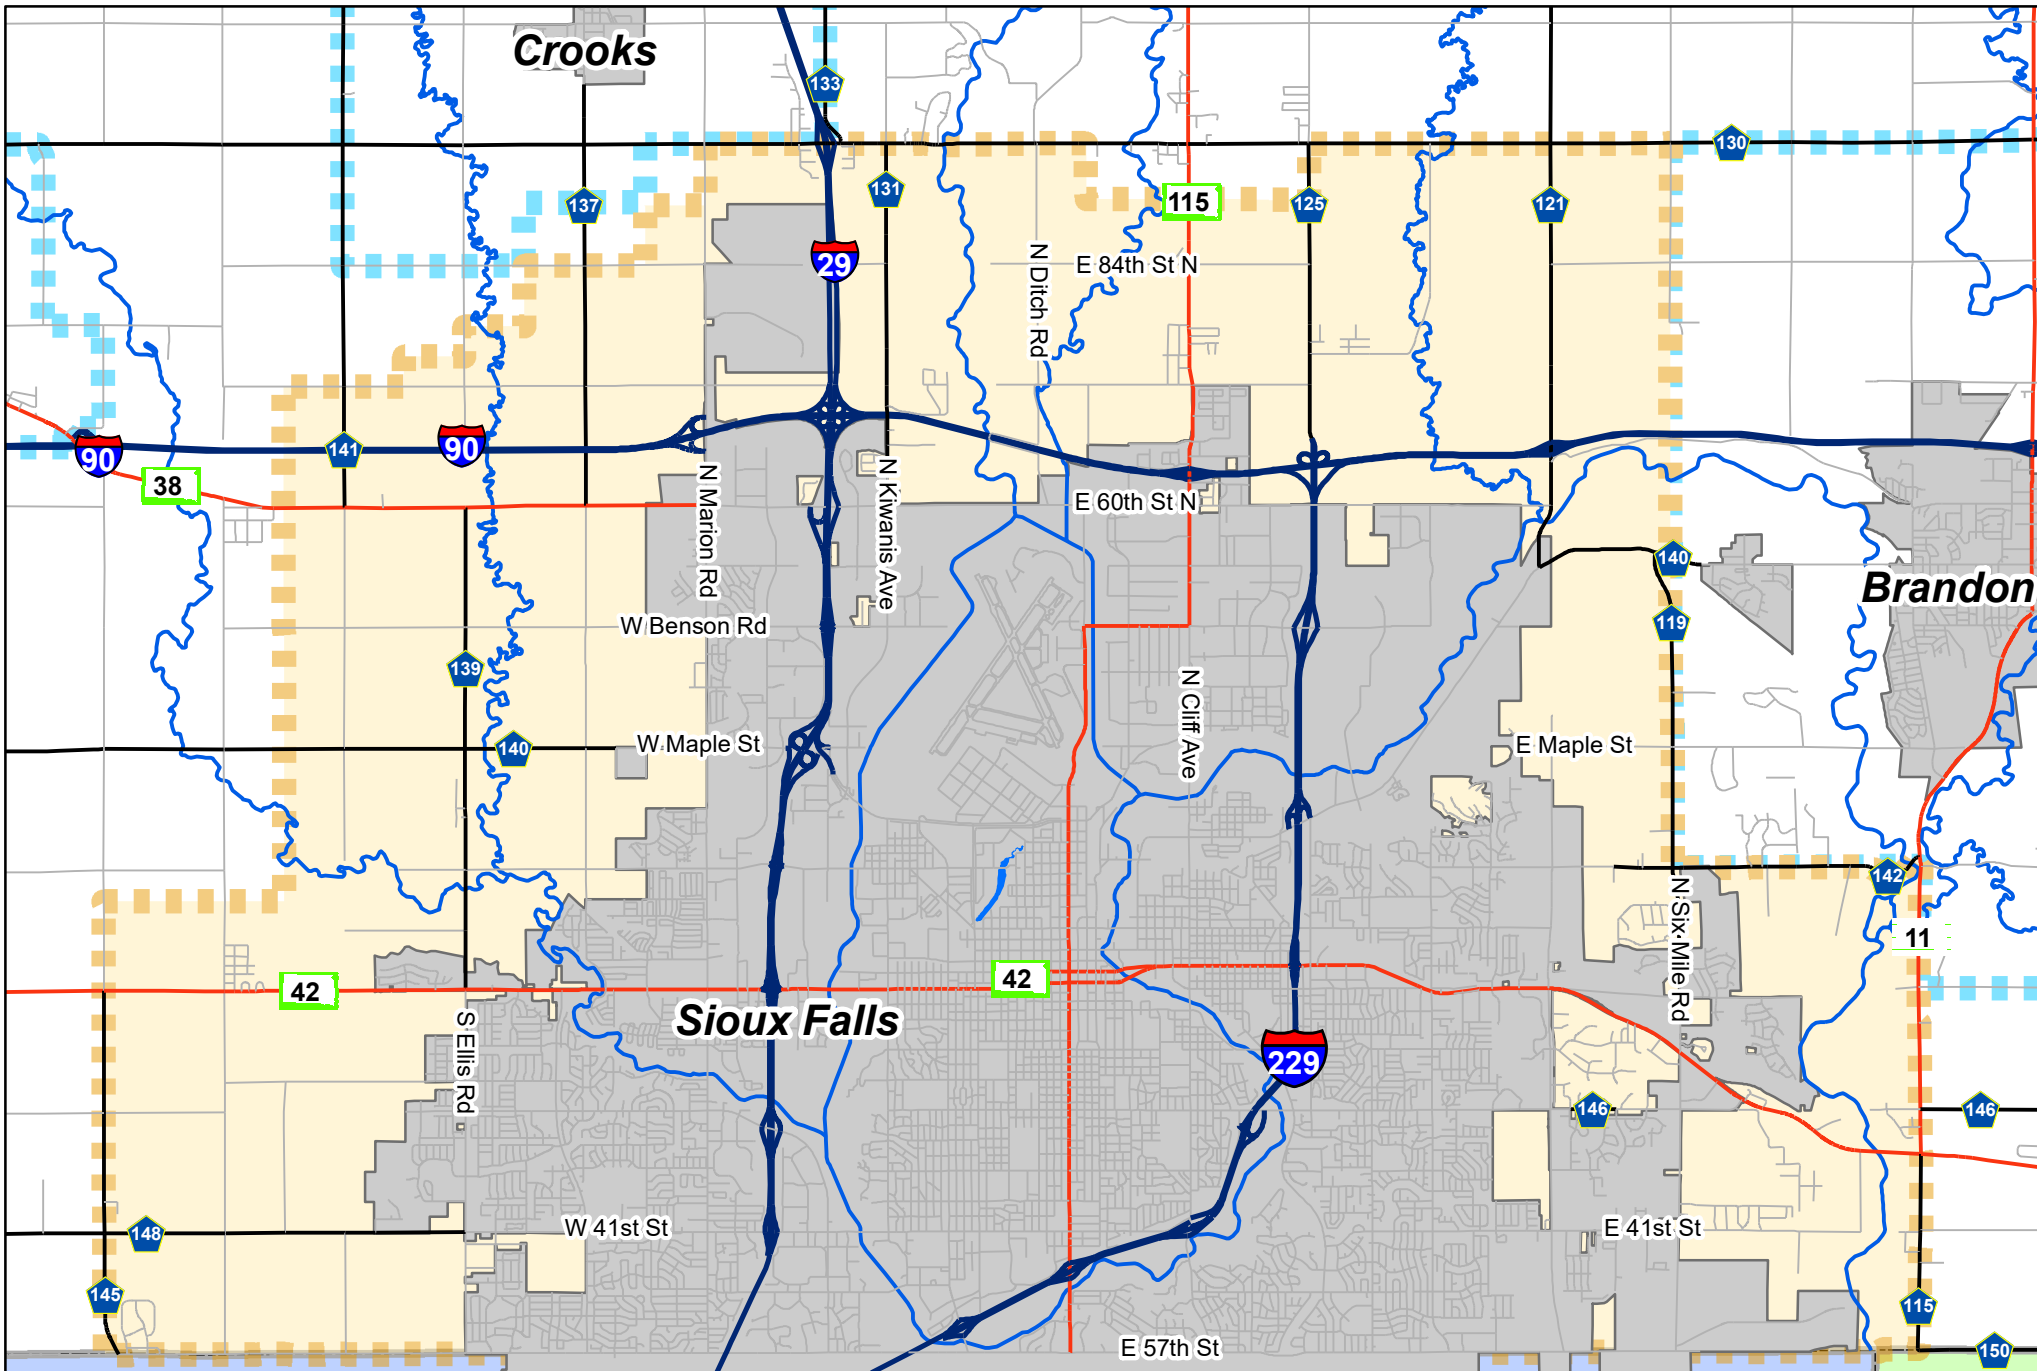 Crooks
133
130
131
137
115
125
121
29
E 84th St N
N Ditch Rd
90
141
90
38
N Marion Rd
N Kiwanis Ave
E 60th St N
140
Brandon
119
W Benson Rd
139
N Cliff Ave
140
W Maple St
E Maple St
142
N Six Mile Rd
11
42
42
Sioux Falls
S Ellis Rd
229
146
146
148
W 41st St
E 41st St
145
115
E 57th St
150